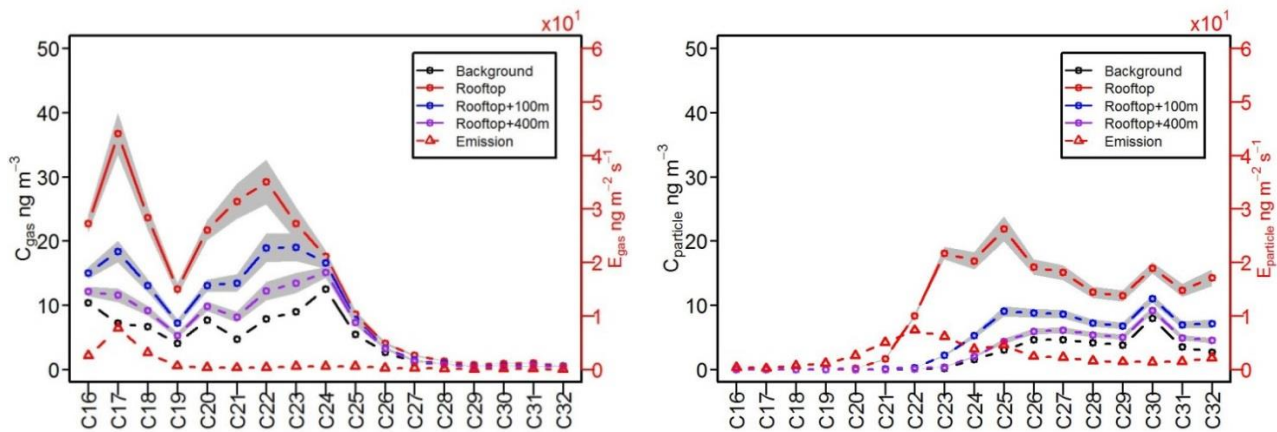 x10¹
x10¹
50
40
30
20
10
0
C_gas ng m⁻³
Background
Rooftop
Rooftop+100m
Rooftop+400m
Emission
6
5
4
3
2
1
0
E_gas ng m⁻² s⁻¹
C16
C17
C18
C19
C20
C21
C22
C23
C24
C25
C26
C27
C28
C29
C30
C31
C32
50
40
30
20
10
0
C_particle ng m⁻³
Background
Rooftop
Rooftop+100m
Rooftop+400m
Emission
6
5
4
3
2
1
0
E_particle ng m⁻² s⁻¹
C16
C17
C18
C19
C20
C21
C22
C23
C24
C25
C26
C27
C28
C29
C30
C31
C32